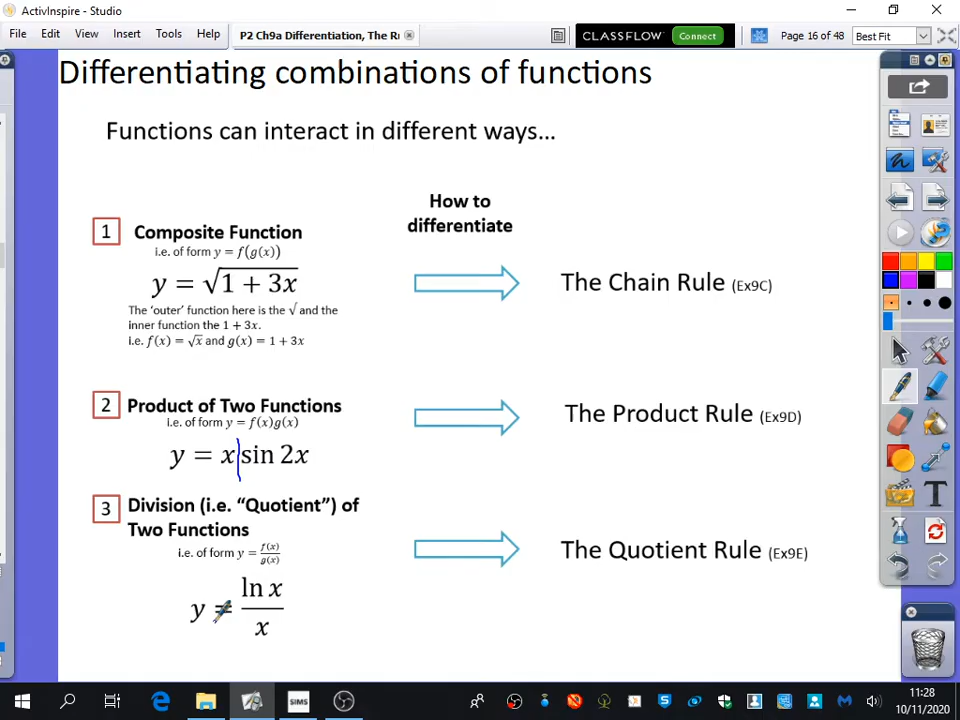 ActivInspire - Studio
File Edit View Insert Tools Help P2 Ch9a Differentiation, The Ru CLASSFLOW Connect Page 16 of 48 Best Fit
Differentiating combinations of functions
Functions can interact in different ways...
How to
differentiate
1 Composite Function
i.e. of form y = f(g(x))
y = √(1 + 3x)
The 'outer' function here is the √ and the
inner function the 1 + 3x.
i.e. f(x) = √x and g(x) = 1 + 3x
The Chain Rule (Ex9C)
2 Product of Two Functions
i.e. of form y = f(x)g(x)
y = x sin 2x
The Product Rule (Ex9D)
3 Division (i.e. "Quotient") of
Two Functions
i.e. of form y = f(x)/g(x)
y = ln x / x
The Quotient Rule (Ex9E)
SIMS
11:28
10/11/2020